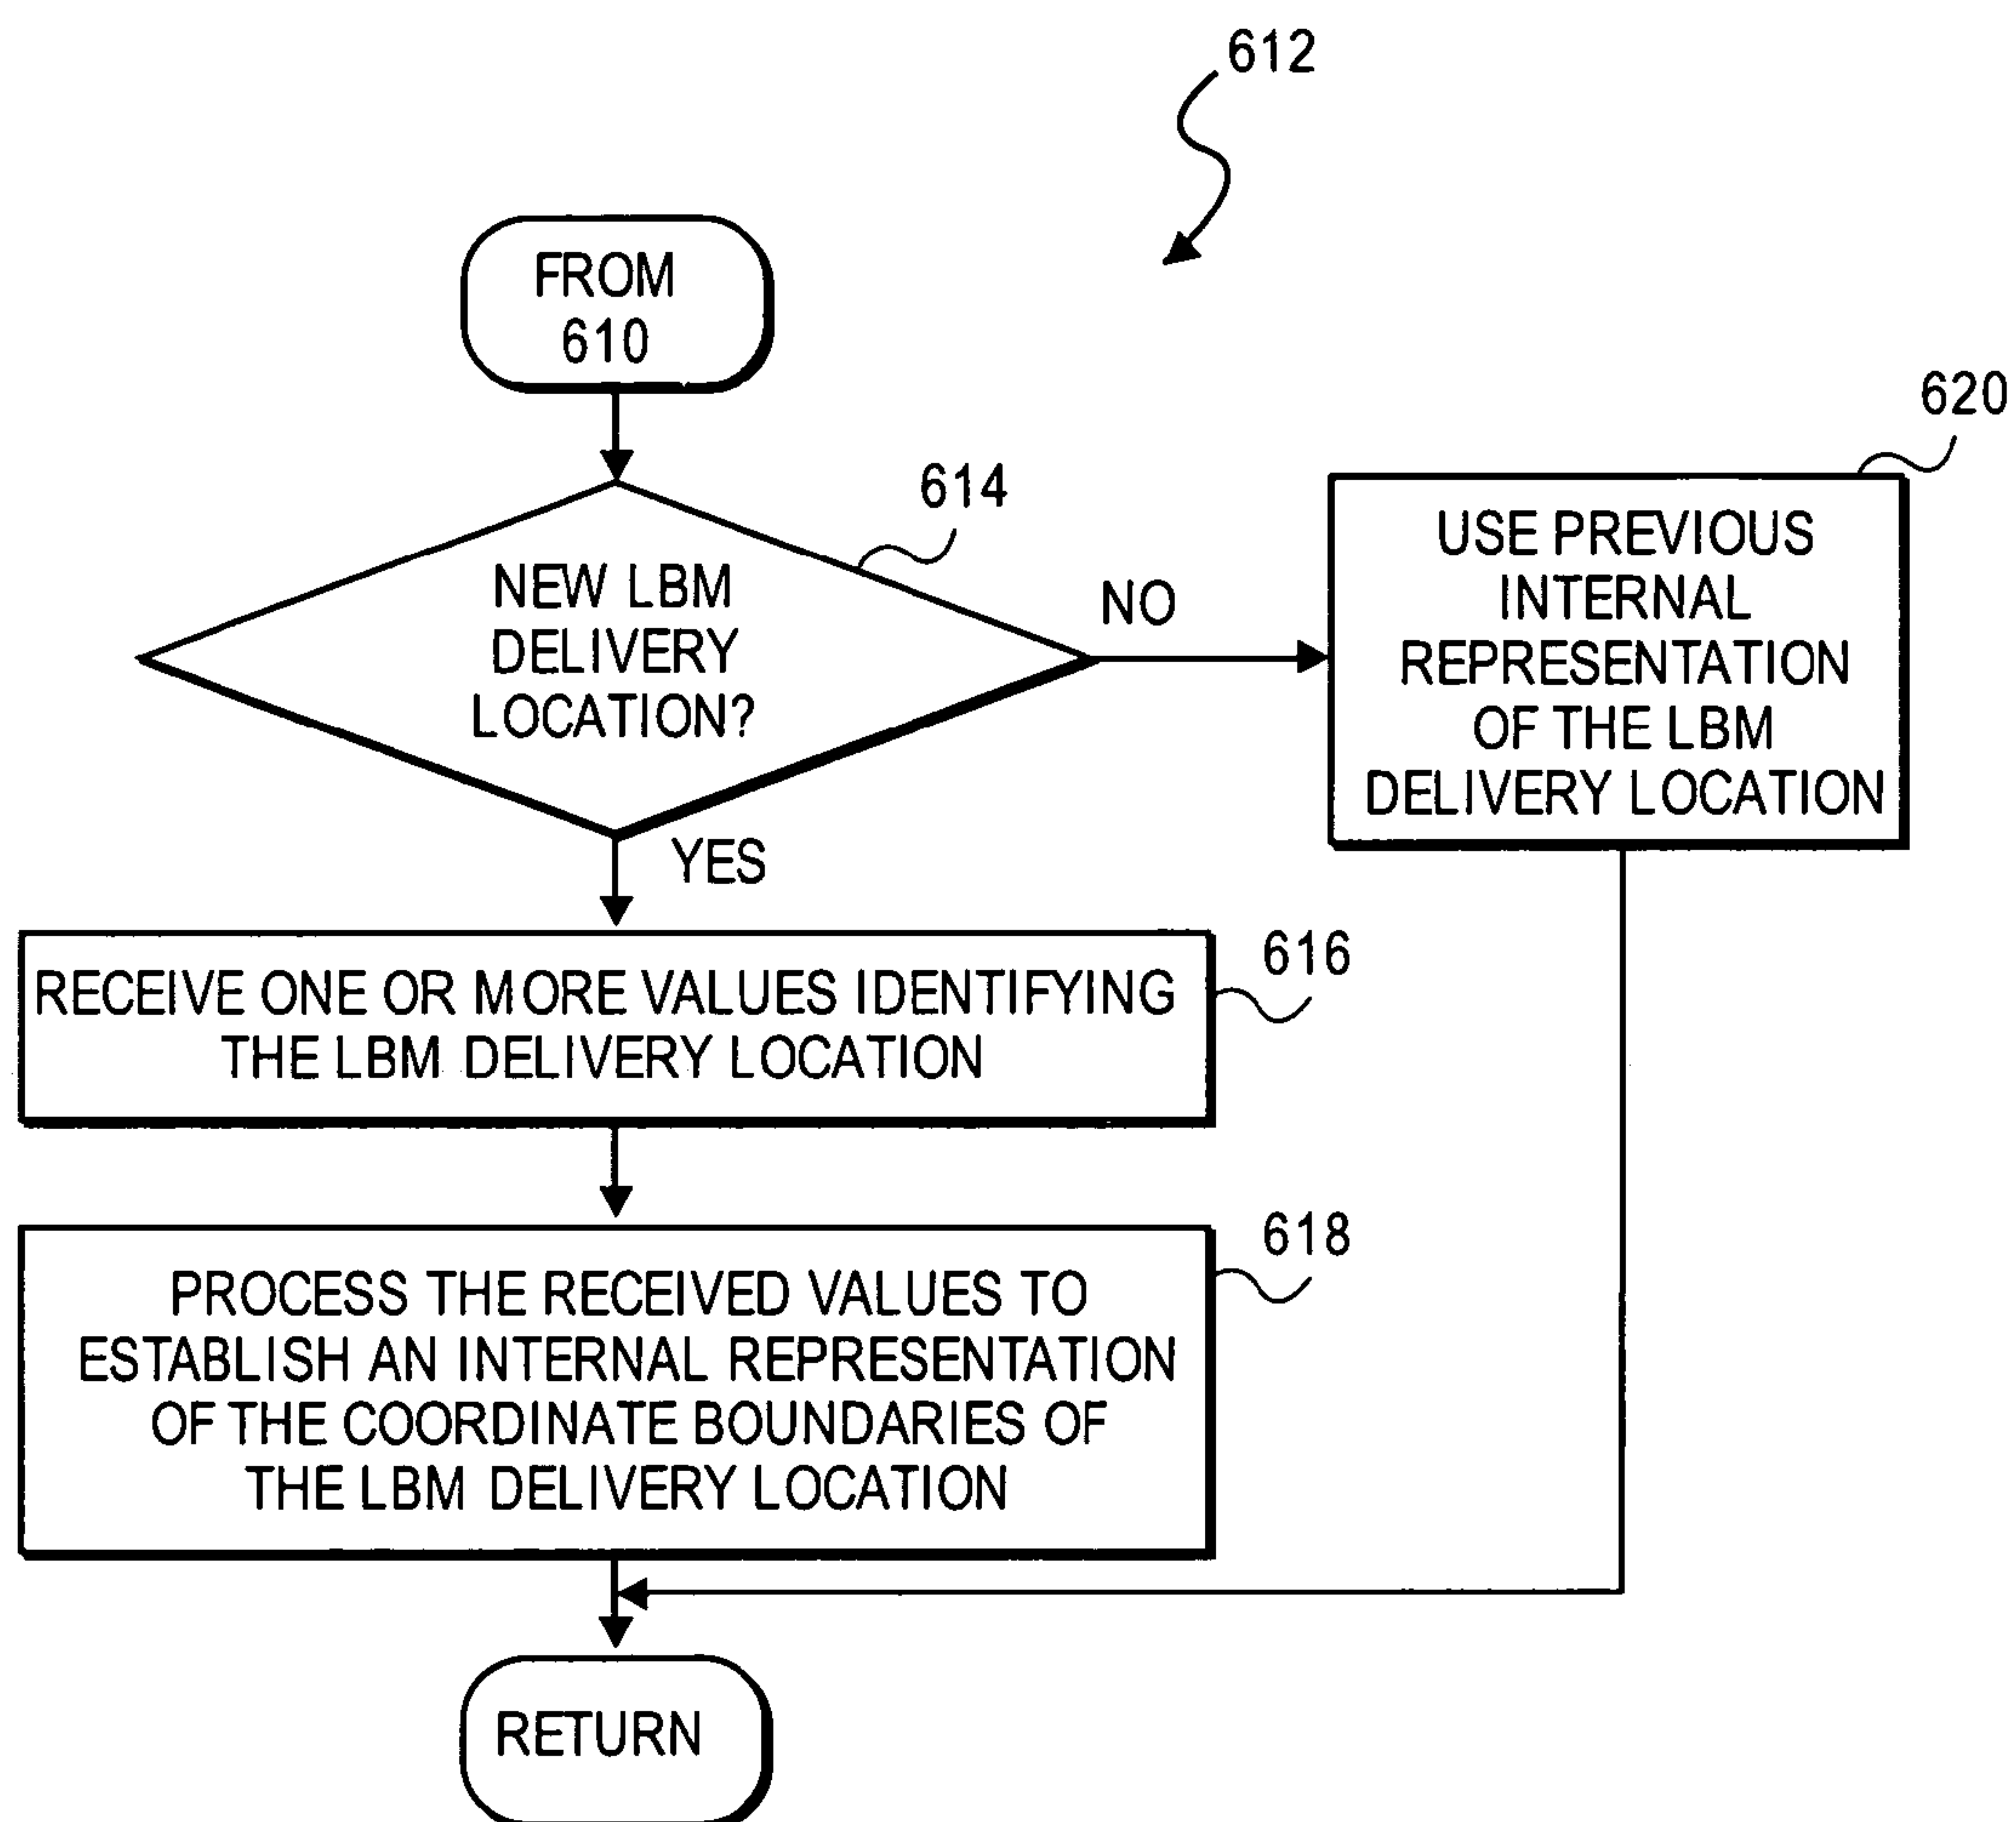 612
FROM
610
614
NEW LBM
DELIVERY
LOCATION?
NO
620
USE PREVIOUS
INTERNAL
REPRESENTATION
OF THE LBM
DELIVERY LOCATION
YES
616
RECEIVE ONE OR MORE VALUES IDENTIFYING
THE LBM DELIVERY LOCATION
618
PROCESS THE RECEIVED VALUES TO
ESTABLISH AN INTERNAL REPRESENTATION
OF THE COORDINATE BOUNDARIES OF
THE LBM DELIVERY LOCATION
RETURN